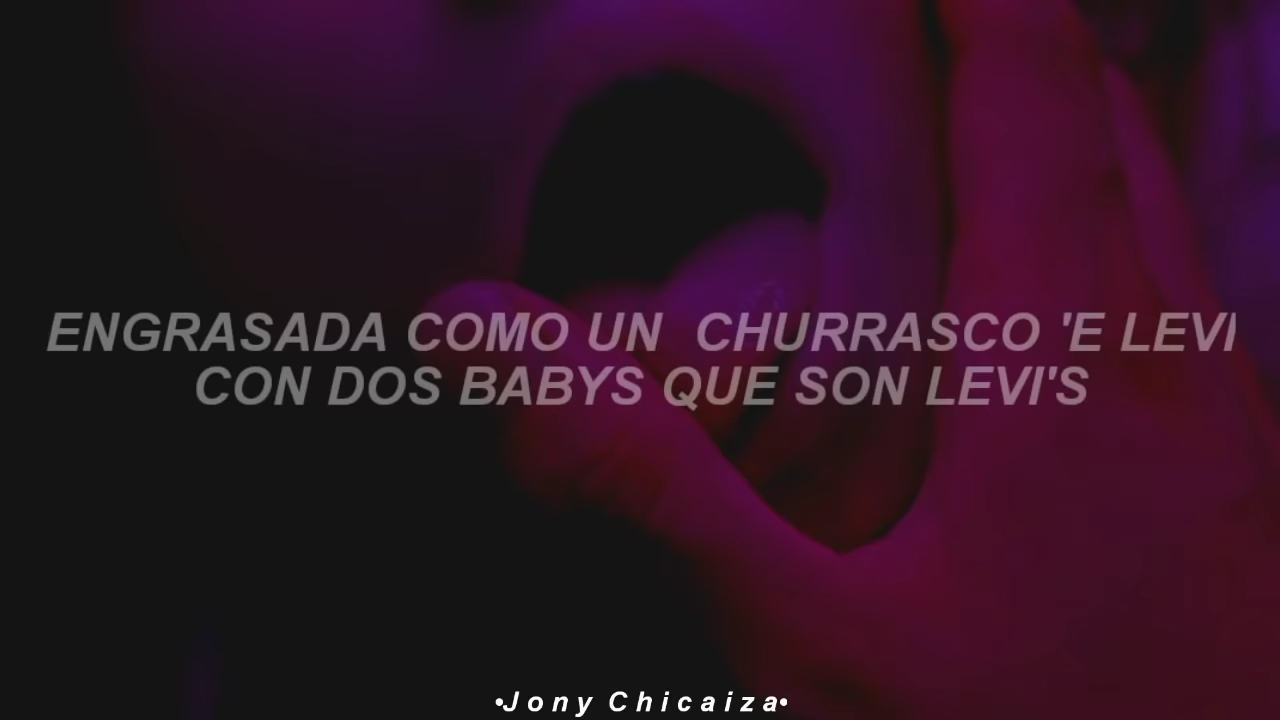 ENGRASADA COMO UN  CHURRASCO 'E LEVI
CON DOS BABYS QUE SON LEVI'S
•Jony Chicaiza•